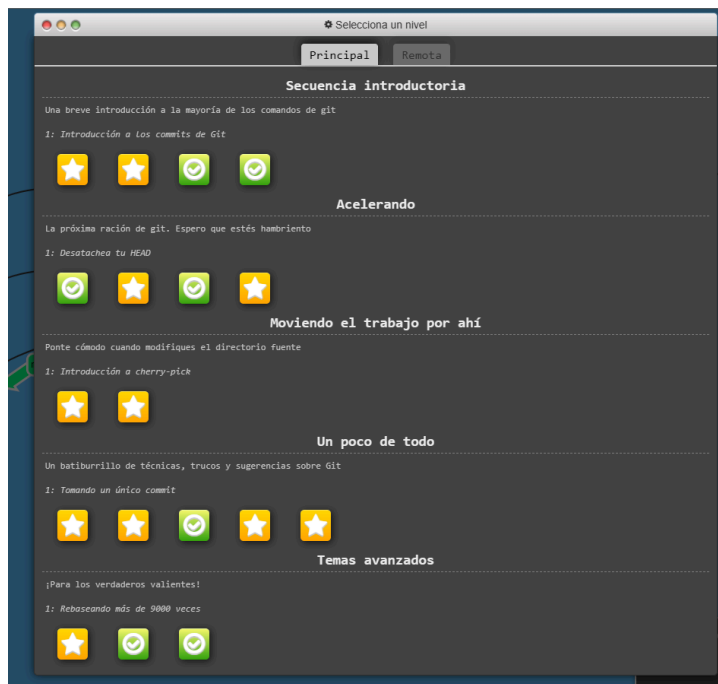 Selecciona un nivel
Principal Remota
Secuencia introductoria
Una breve introducción a la mayoría de los comandos de git
1: Introducción a los commits de Git
Acelerando
La próxima ración de git. Espero que estés hambriento
1: Desatachea tu HEAD
Moviendo el trabajo por ahí
Ponte cómodo cuando modifiques el directorio fuente
1: Introducción a cherry-pick
Un poco de todo
Un batiburrillo de técnicas, trucos y sugerencias sobre Git
1: Tomando un único commit
Temas avanzados
¡Para los verdaderos valientes!
1: Rebaseando más de 9000 veces